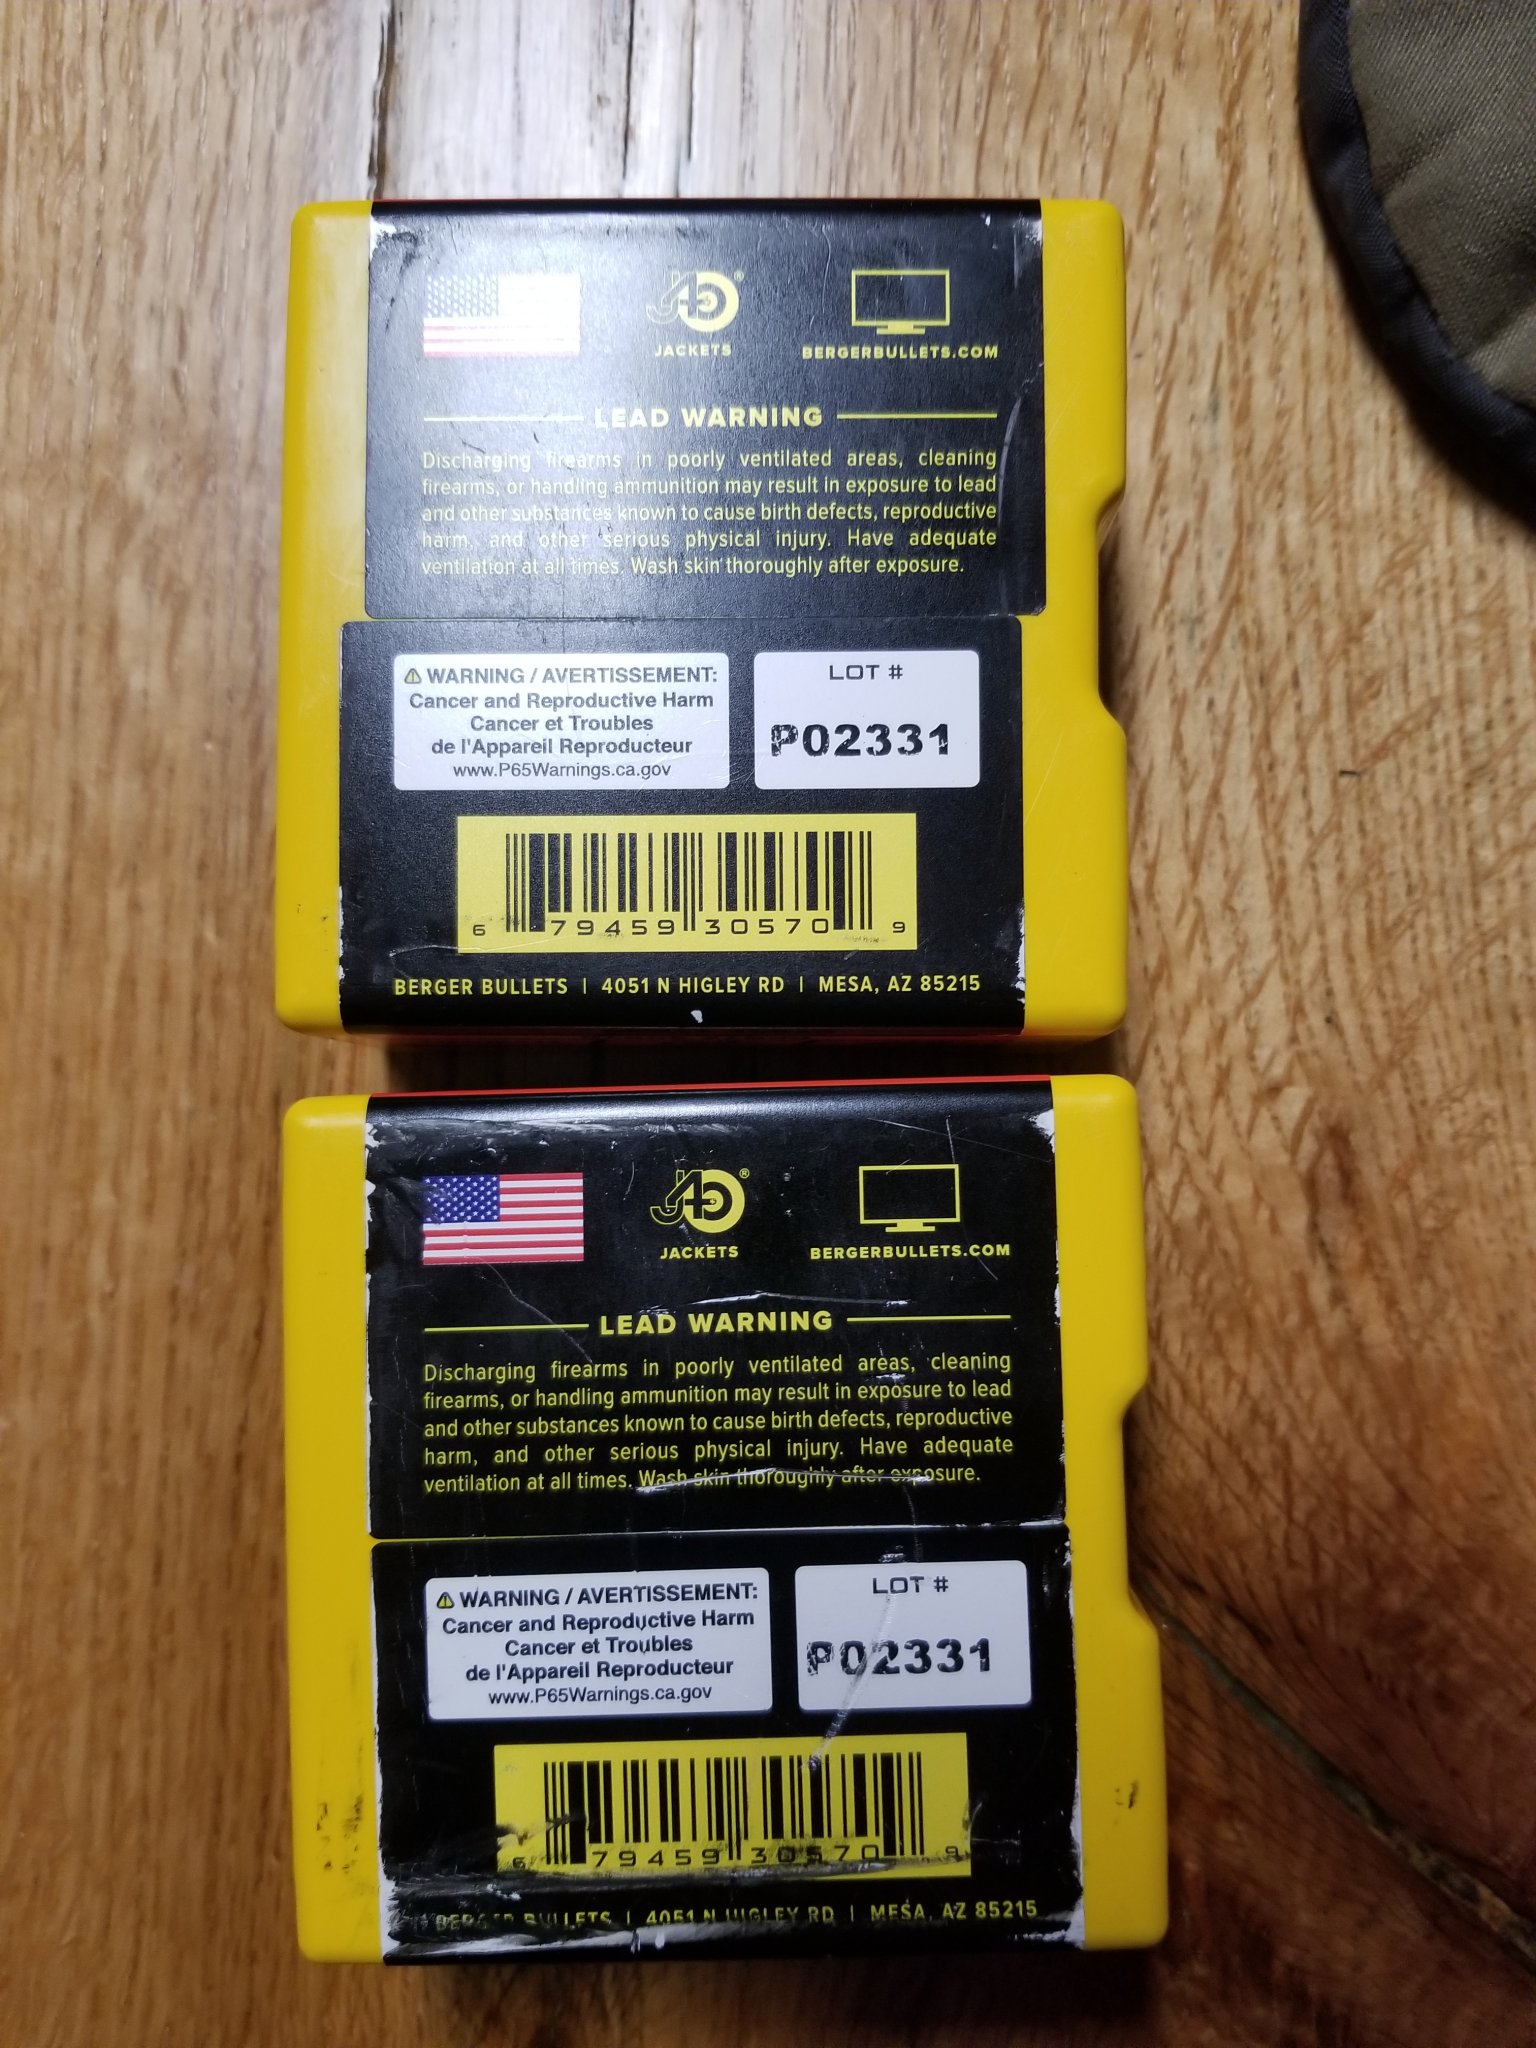 J4 ®
JACKETS
BERGERBULLETS.COM
LEAD WARNING
Discharging firearms in poorly ventilated areas, cleaning
firearms, or handling ammunition may result in exposure to lead
and other substances known to cause birth defects, reproductive
harm, and other serious physical injury. Have adequate
ventilation at all times. Wash skin thoroughly after exposure.
WARNING / AVERTISSEMENT:
Cancer and Reproductive Harm
Cancer et Troubles
de l'Appareil Reproducteur
www.P65Warnings.ca.gov
LOT #
P02331
6 79459 30570 9
BERGER BULLETS | 4051 N HIGLEY RD | MESA, AZ 85215
J4 ®
JACKETS
BERGERBULLETS.COM
LEAD WARNING
Discharging firearms in poorly ventilated areas, cleaning
firearms, or handling ammunition may result in exposure to lead
and other substances known to cause birth defects, reproductive
harm, and other serious physical injury. Have adequate
ventilation at all times. Wash skin thoroughly after exposure.
WARNING / AVERTISSEMENT:
Cancer and Reproductive Harm
Cancer et Troubles
de l'Appareil Reproducteur
www.P65Warnings.ca.gov
LOT #
P02331
6 79459 30570 9
BERGER BULLETS | 4051 N HIGLEY RD | MESA, AZ 85215